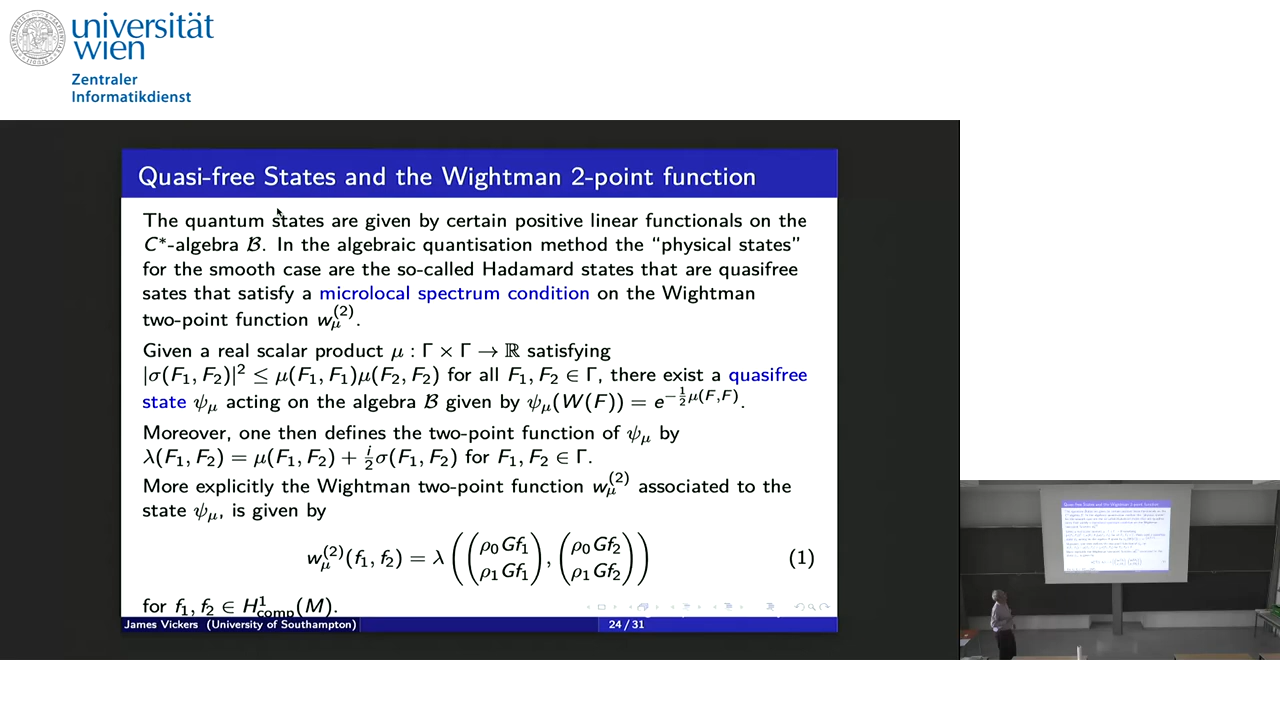 universität
wien
Zentraler
Informatikdienst
Quasi-free States and the Wightman 2-point function
The quantum states are given by certain positive linear functionals on the
C*-algebra ℬ. In the algebraic quantisation method the “physical states”
for the smooth case are the so-called Hadamard states that are quasifree
sates that satisfy a microlocal spectrum condition on the Wightman
two-point function w_μ^(2).
Given a real scalar product μ : Γ × Γ → ℝ satisfying
|σ(F₁, F₂)|² ≤ μ(F₁, F₁)μ(F₂, F₂) for all F₁, F₂ ∈ Γ, there exist a quasifree
state ψ_μ acting on the algebra ℬ given by ψ_μ(W(F)) = e^{-½μ(F,F)}.
Moreover, one then defines the two-point function of ψ_μ by
λ(F₁, F₂) = μ(F₁, F₂) + i/2 σ(F₁, F₂) for F₁, F₂ ∈ Γ.
More explicitly the Wightman two-point function w_μ^(2) associated to the
state ψ_μ, is given by
w_μ^(2)(f₁, f₂) = λ((ρ₀Gf₁ ρ₁Gf₁), (ρ₀Gf₂ ρ₁Gf₂)) (1)
for f₁, f₂ ∈ H¹_comp(M).
James Vickers (University of Southampton) 24 / 31